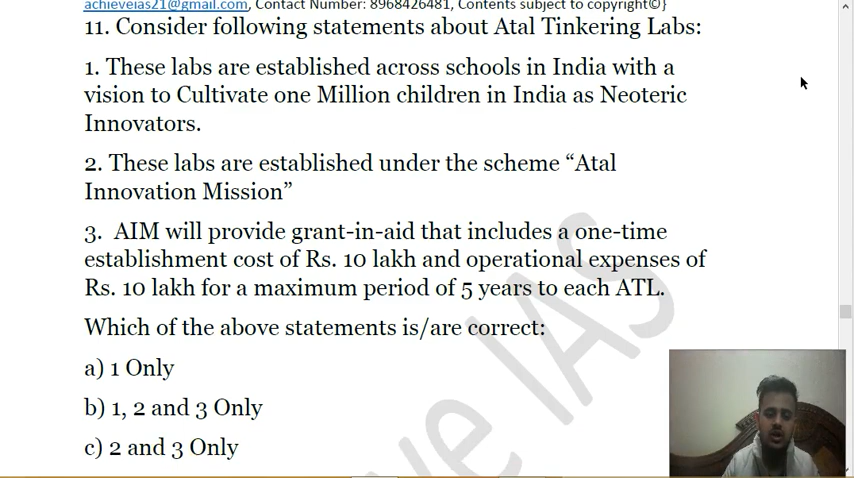 achieveias21@gmail.com, Contact Number: 8968426481, Contents subject to copyright©}
11. Consider following statements about Atal Tinkering Labs:
1. These labs are established across schools in India with a
vision to Cultivate one Million children in India as Neoteric
Innovators.
2. These labs are established under the scheme “Atal
Innovation Mission”
3.  AIM will provide grant-in-aid that includes a one-time
establishment cost of Rs. 10 lakh and operational expenses of
Rs. 10 lakh for a maximum period of 5 years to each ATL.
Which of the above statements is/are correct:
a) 1 Only
b) 1, 2 and 3 Only
c) 2 and 3 Only
ve IAS